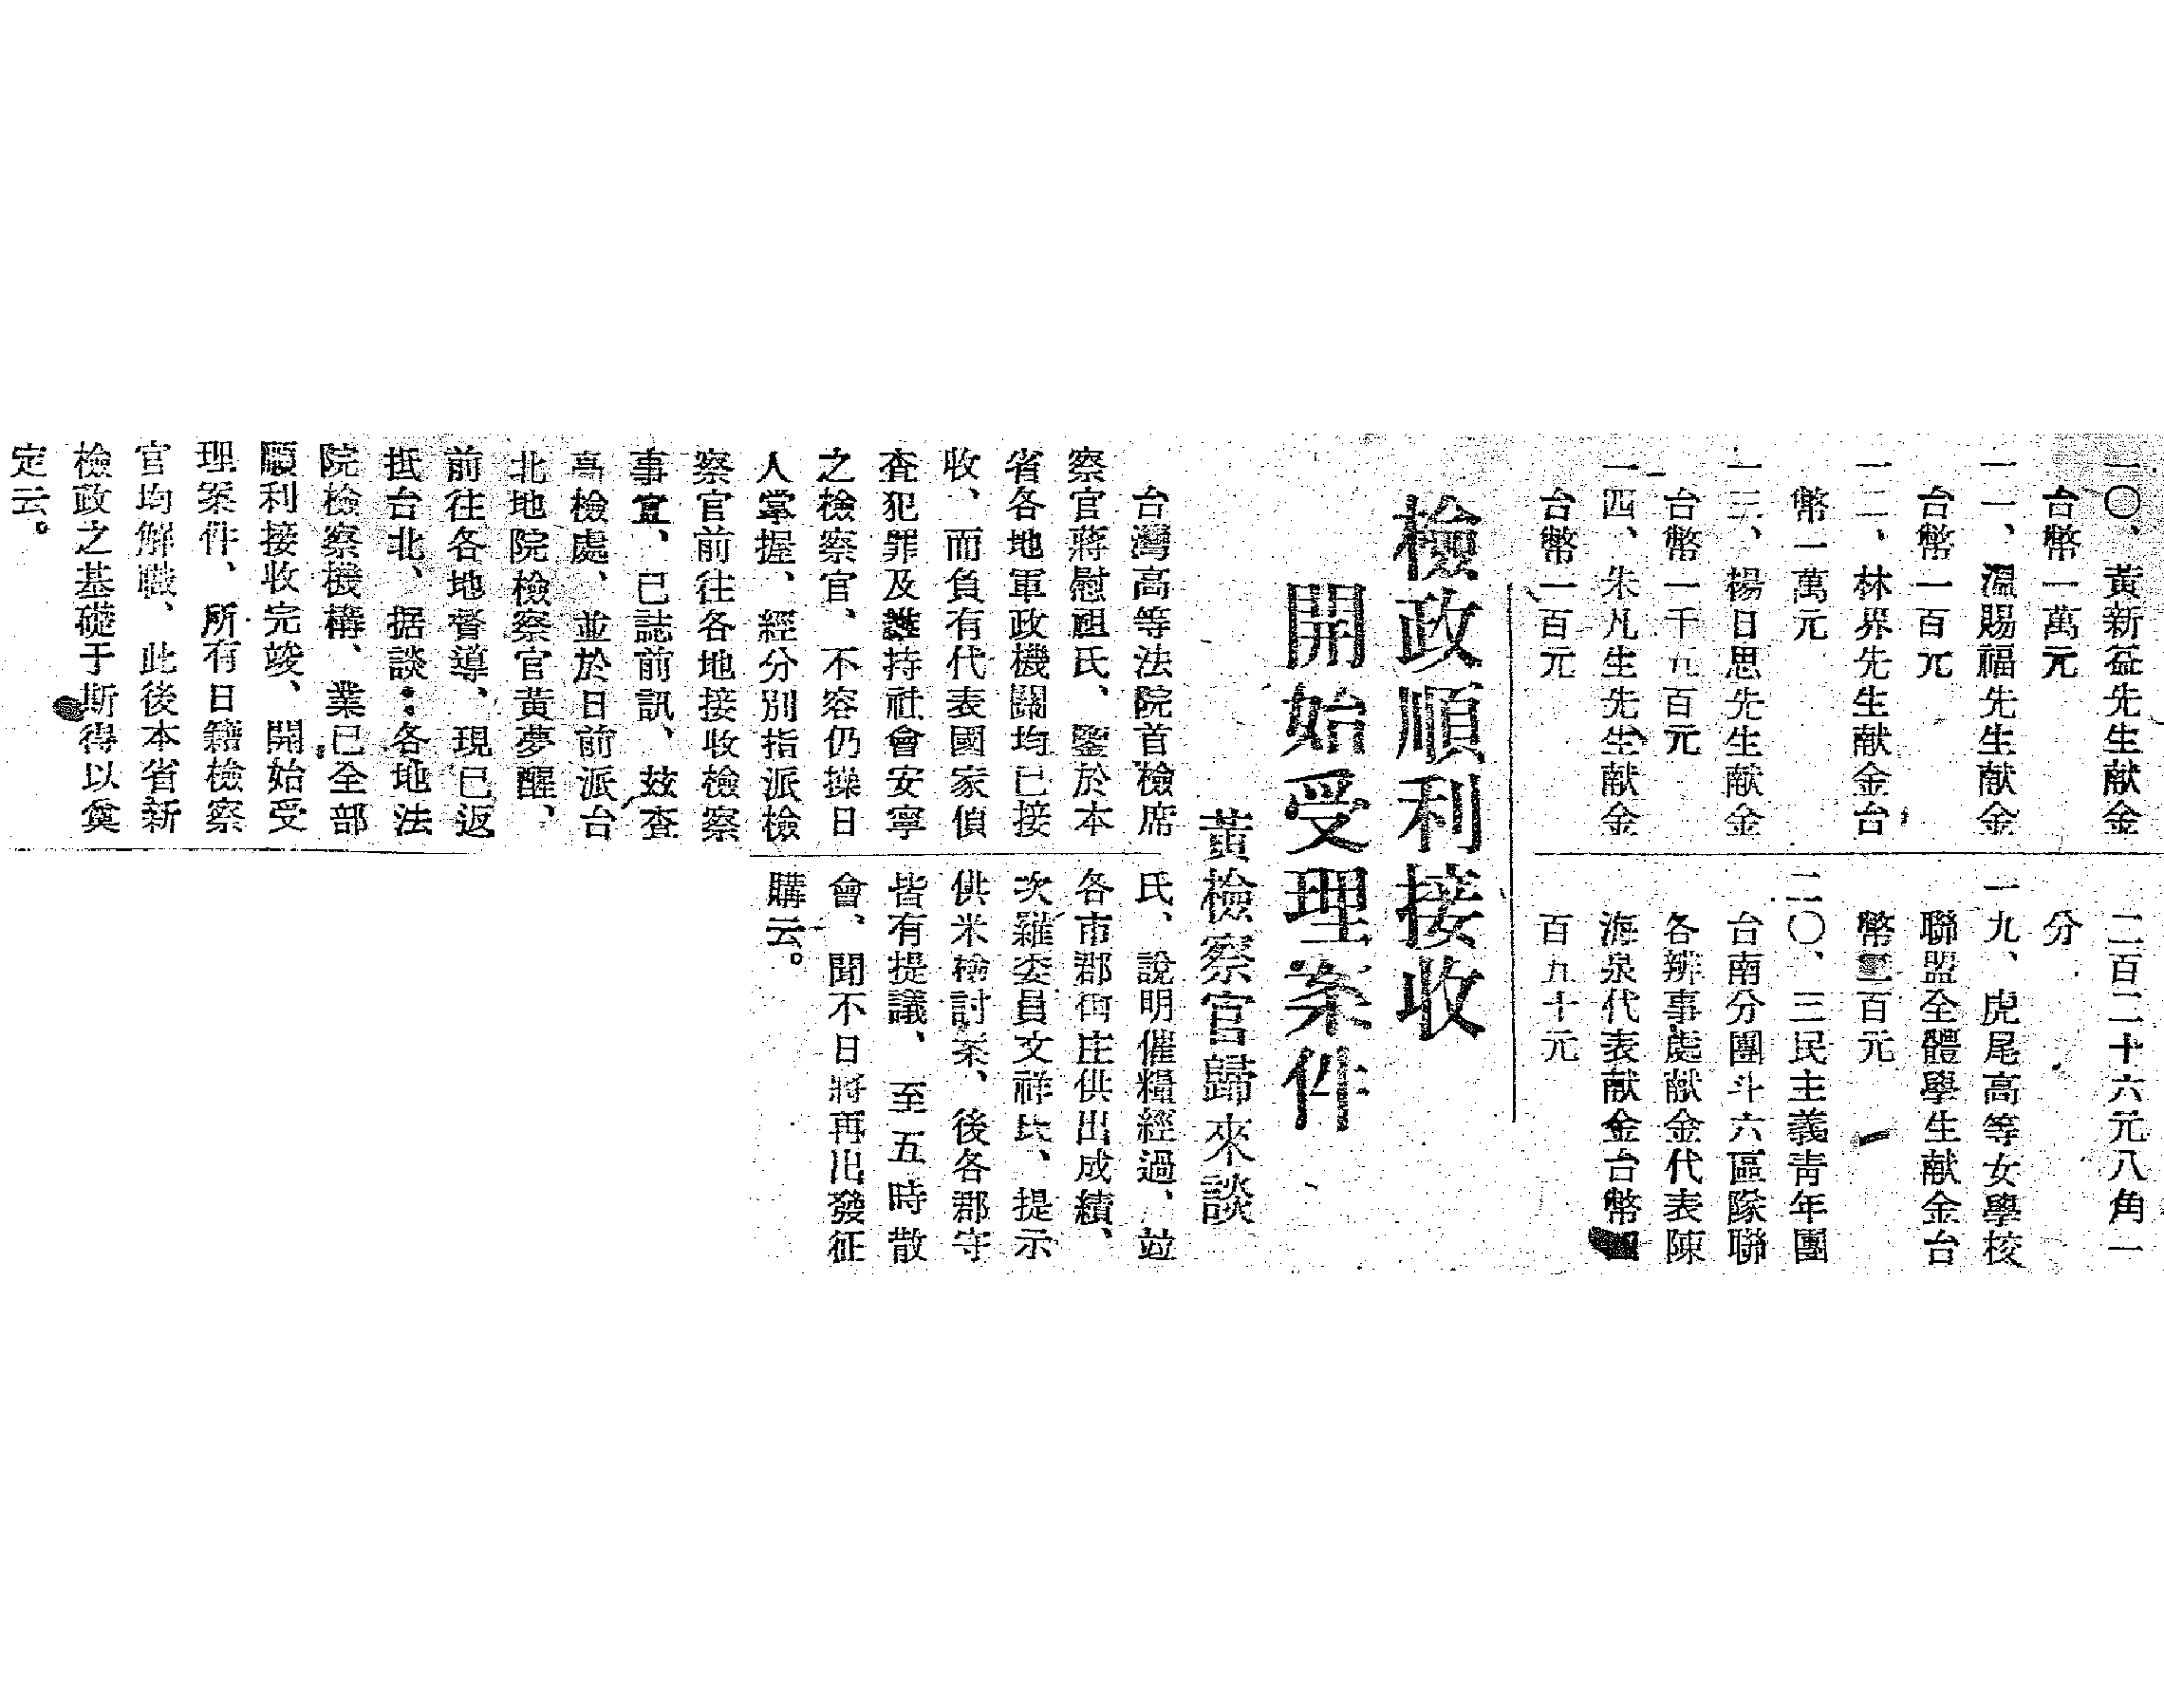 一〇、黃新益先生献金
台幣一萬元
一一、溫賜福先生献金
台幣一百元
一二、林界先生献金台
幣一萬元
一三、楊日思先生献金
台幣一千五百元
一四、朱凡生先生献金
台幣一百元
二百二十六元八角一
分
一九、虎尾高等女學校
聯盟全體學生献金台
幣三百元
二〇、三民主義靑年團
台南分團斗六區隊聯
各辨事處献金代表陳
海泉代表献金台幣四
百九十元
檢政順利接收
開始受理案件
黃檢察官歸來談
台灣高等法院首檢席
察官蔣慰祖氏、鑒於本
省各地軍政機關均已接
收、而負有代表國家偵
査犯罪及維持社會安寧
之檢察官、不容仍操日
人掌握、經分別指派檢
察官前往各地接收檢察
事宜、已誌前訊、玆査
高檢處、並於日前派台
北地院檢察官黃夢醒、
前往各地督導、現已返
抵台北、据談：各地法
院檢察機構、業已全部
順利接收完竣、開始受
理案件、所有日籍檢察
官均解職、此後本省新
檢政之基礎于斯得以奠
定云。
氏、說明催糧經過、並
各市郡街庄供出成績、
次羅委員文祥氏、提示
供米檢討案、後各郡守
皆有提議、至五時散
會、聞不日將再出發征
購云。